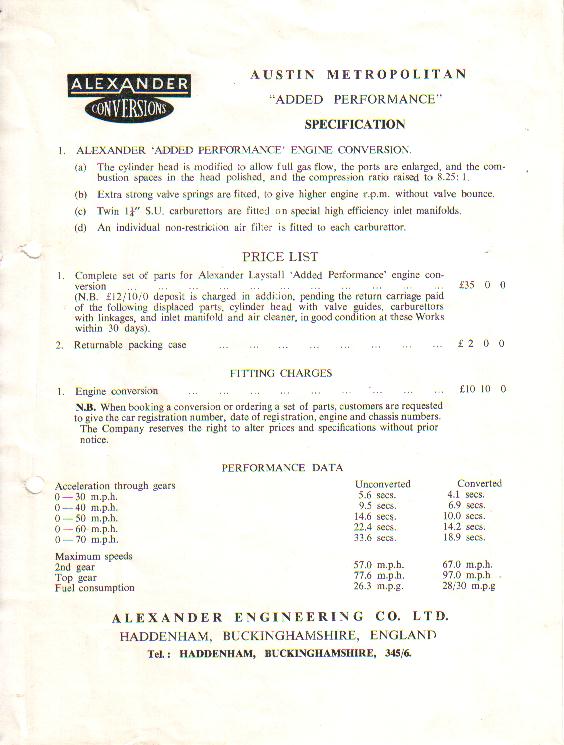 ALEXANDER
CONVERSIONS
AUSTIN METROPOLITAN
"ADDED PERFORMANCE"
SPECIFICATION
1. ALEXANDER 'ADDED PERFORMANCE' ENGINE CONVERSION.
(a) The cylinder head is modified to allow full gas flow, the ports are enlarged, and the com-
bustion spaces in the head polished, and the compression ratio raised to 8.25: 1.
(b) Extra strong valve springs are fitted, to give higher engine r.p.m. without valve bounce.
(c) Twin 1¼" S.U. carburettors are fitted on special high efficiency inlet manifolds.
(d) An individual non-restriction air filter is fitted to each carburettor.
PRICE LIST
1. Complete set of parts for Alexander Laystall 'Added Performance' engine con-
version ... ... ... ... ... ... ... ... ... ... ... £35 0 0
(N.B. £12/10/0 deposit is charged in addition, pending the return carriage paid
of the following displaced parts, cylinder head with valve guides, carburettors
with linkages, and inlet manifold and air cleaner, in good condition at these Works
within 30 days).
2. Returnable packing case ... ... ... ... ... ... ... ... £ 2 0 0
FITTING CHARGES
1. Engine conversion ... ... ... ... ... ... ... ... ... £10 10 0
N.B. When booking a conversion or ordering a set of parts, customers are requested
to give the car registration number, date of registration, engine and chassis numbers.
The Company reserves the right to alter prices and specifications without prior
notice.
PERFORMANCE DATA
Acceleration through gears Unconverted Converted
0 — 30 m.p.h. 5.6 secs. 4.1 secs.
0 — 40 m.p.h. 9.5 secs. 6.9 secs.
0 — 50 m.p.h. 14.6 secs. 10.0 secs.
0 — 60 m.p.h. 22.4 secs. 14.2 secs.
0 — 70 m.p.h. 33.6 secs. 18.9 secs.
Maximum speeds
2nd gear 57.0 m.p.h. 67.0 m.p.h.
Top gear 77.6 m.p.h. 97.0 m.p.h.
Fuel consumption 26.3 m.p.g. 28/30 m.p.g
ALEXANDER ENGINEERING CO. LTD.
HADDENHAM, BUCKINGHAMSHIRE, ENGLAND
Tel.: HADDENHAM, BUCKINGHAMSHIRE, 345/6.